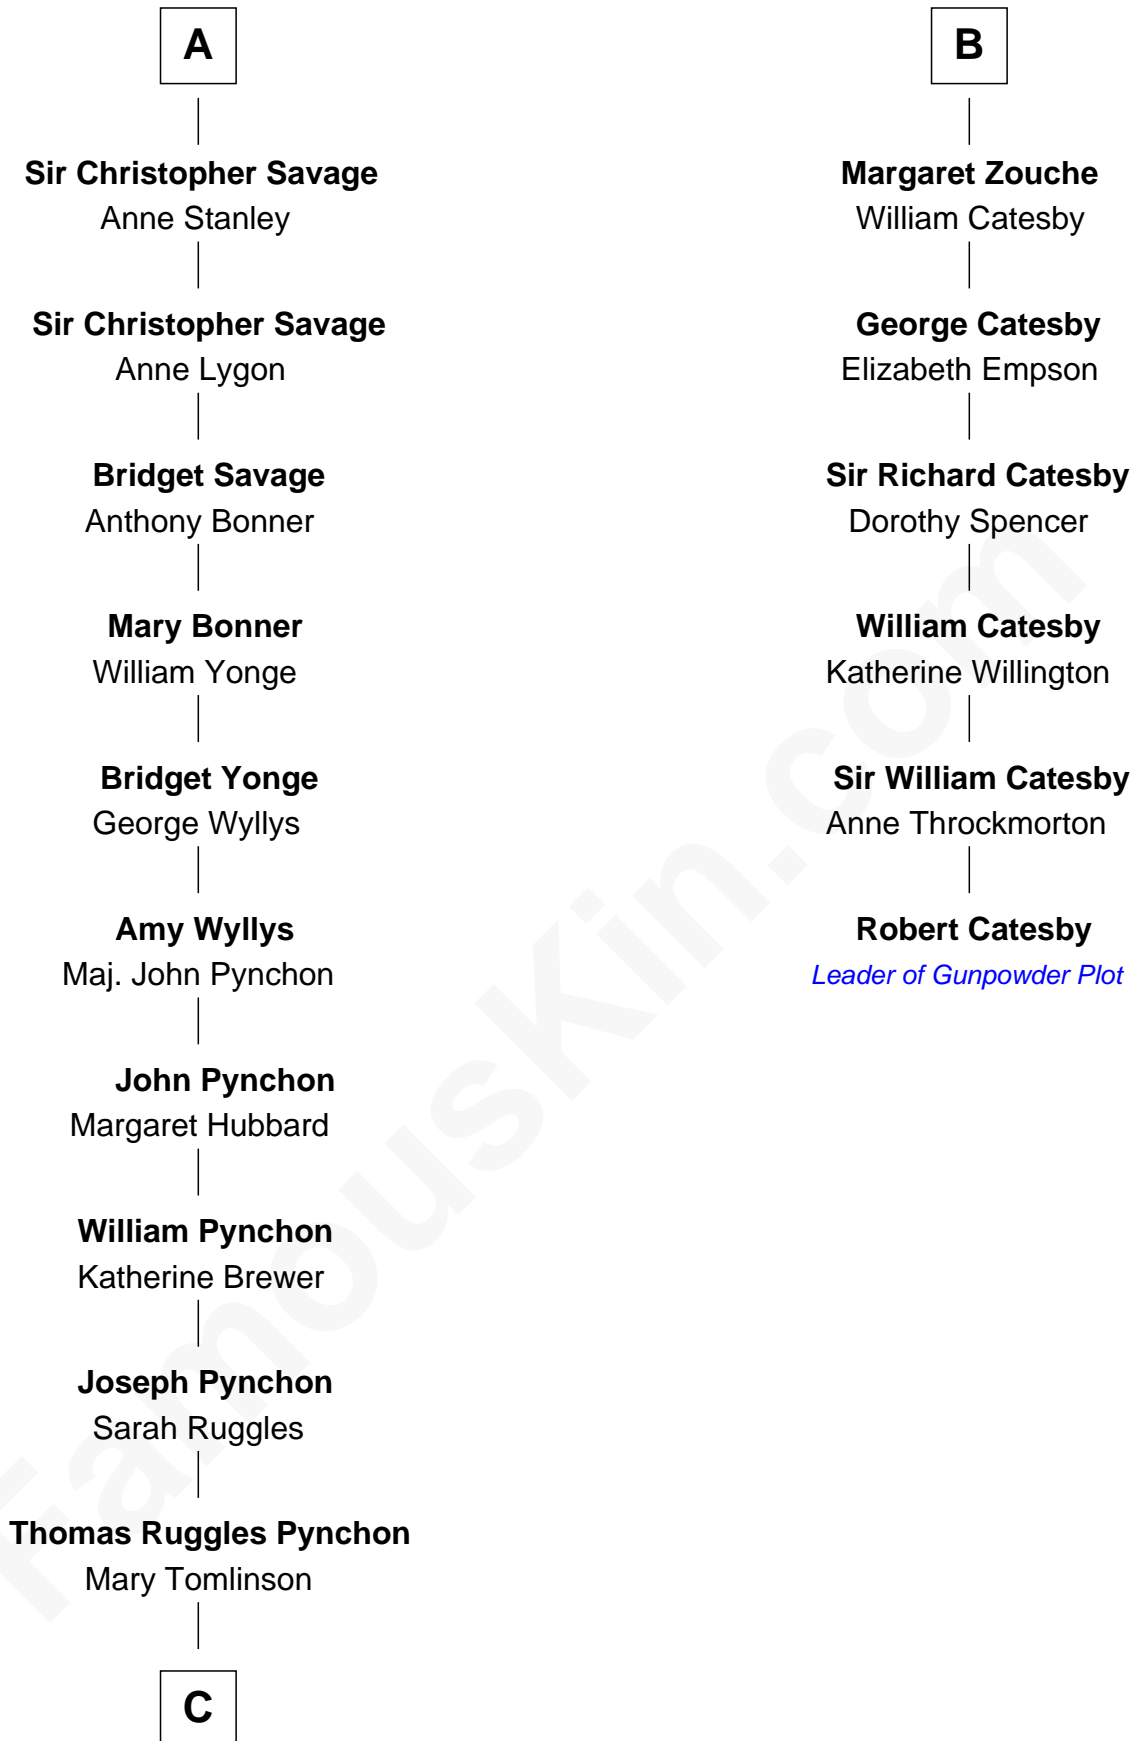 A
Sir Christopher Savage
Anne Stanley
Sir Christopher Savage
Anne Lygon
Bridget Savage
Anthony Bonner
Mary Bonner
William Yonge
Bridget Yonge
George Wyllys
Amy Wyllys
Maj. John Pynchon
John Pynchon
Margaret Hubbard
William Pynchon
Katherine Brewer
Joseph Pynchon
Sarah Ruggles
Thomas Ruggles Pynchon
Mary Tomlinson
C
B
Margaret Zouche
William Catesby
George Catesby
Elizabeth Empson
Sir Richard Catesby
Dorothy Spencer
William Catesby
Katherine Willington
Sir William Catesby
Anne Throckmorton
Robert Catesby
Leader of Gunpowder Plot
FamousKin.com